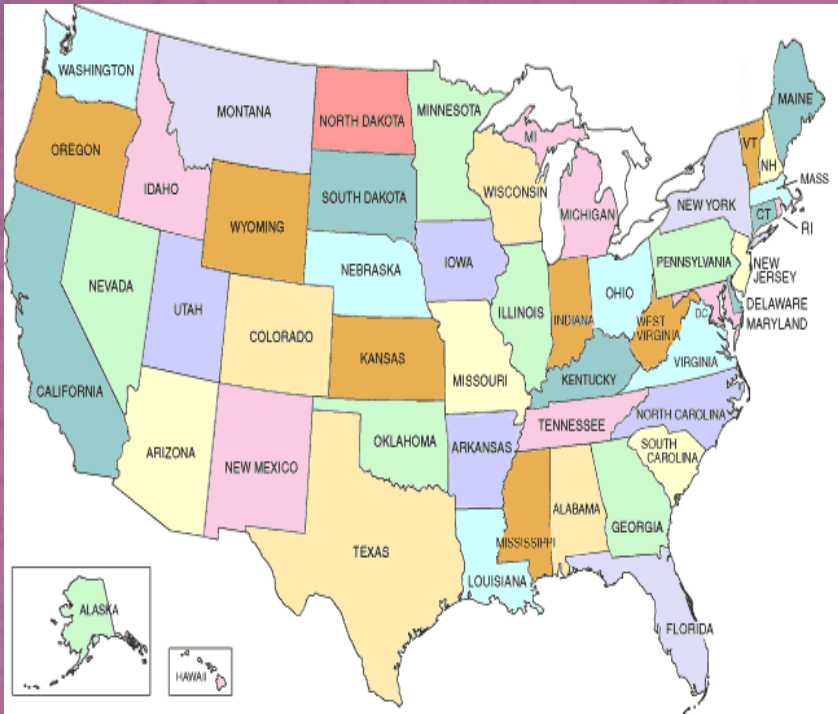 WASHINGTON
MONTANA
NORTH DAKOTA
MINNESOTA
MAINE
OREGON
IDAHO
MI
VT
NH
MASS
WISCONSIN
SOUTH DAKOTA
MICHIGAN
NEW YORK
CT
RI
WYOMING
IOWA
NEBRASKA
PENNSYLVANIA
NEW
JERSEY
NEVADA
UTAH
ILLINOIS
INDIANA
OHIO
DELAWARE
MARYLAND
DC
WEST
VIRGINIA
COLORADO
KANSAS
MISSOURI
KENTUCKY
VIRGINIA
CALIFORNIA
NORTH CAROLINA
TENNESSEE
OKLAHOMA
ARKANSAS
ARIZONA
NEW MEXICO
SOUTH
CAROLINA
ALABAMA
GEORGIA
MISSISSIPPI
TEXAS
LOUISIANA
ALASKA
FLORIDA
HAWAII